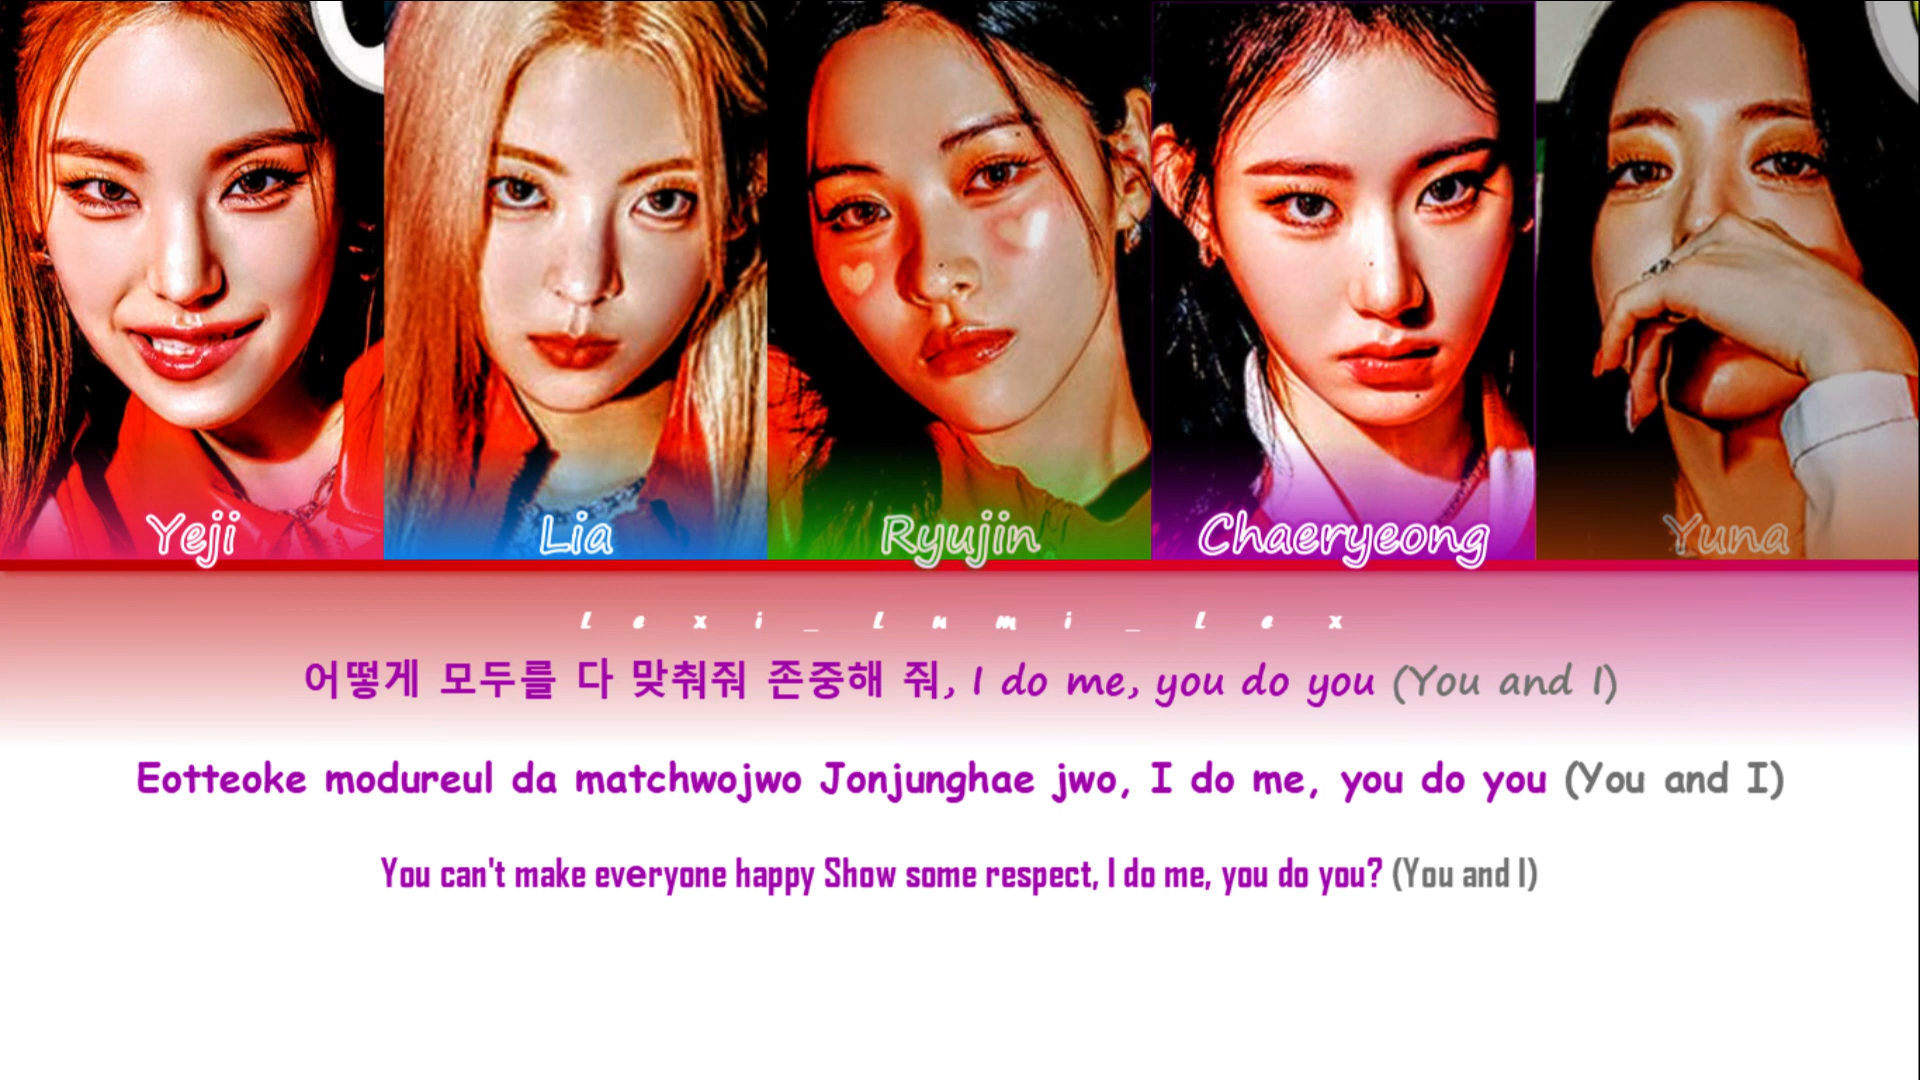 Yeji Lia Ryujin Chaeryeong Yuna
Lexi_Lumi_Lex
어떻게 모두를 다 맞춰줘 존중해 줘, I do me, you do you (You and I)
Eotteoke modureul da matchwojwo Jonjunghae jwo, I do me, you do you (You and I)
You can't make everyone happy Show some respect, I do me, you do you? (You and I)